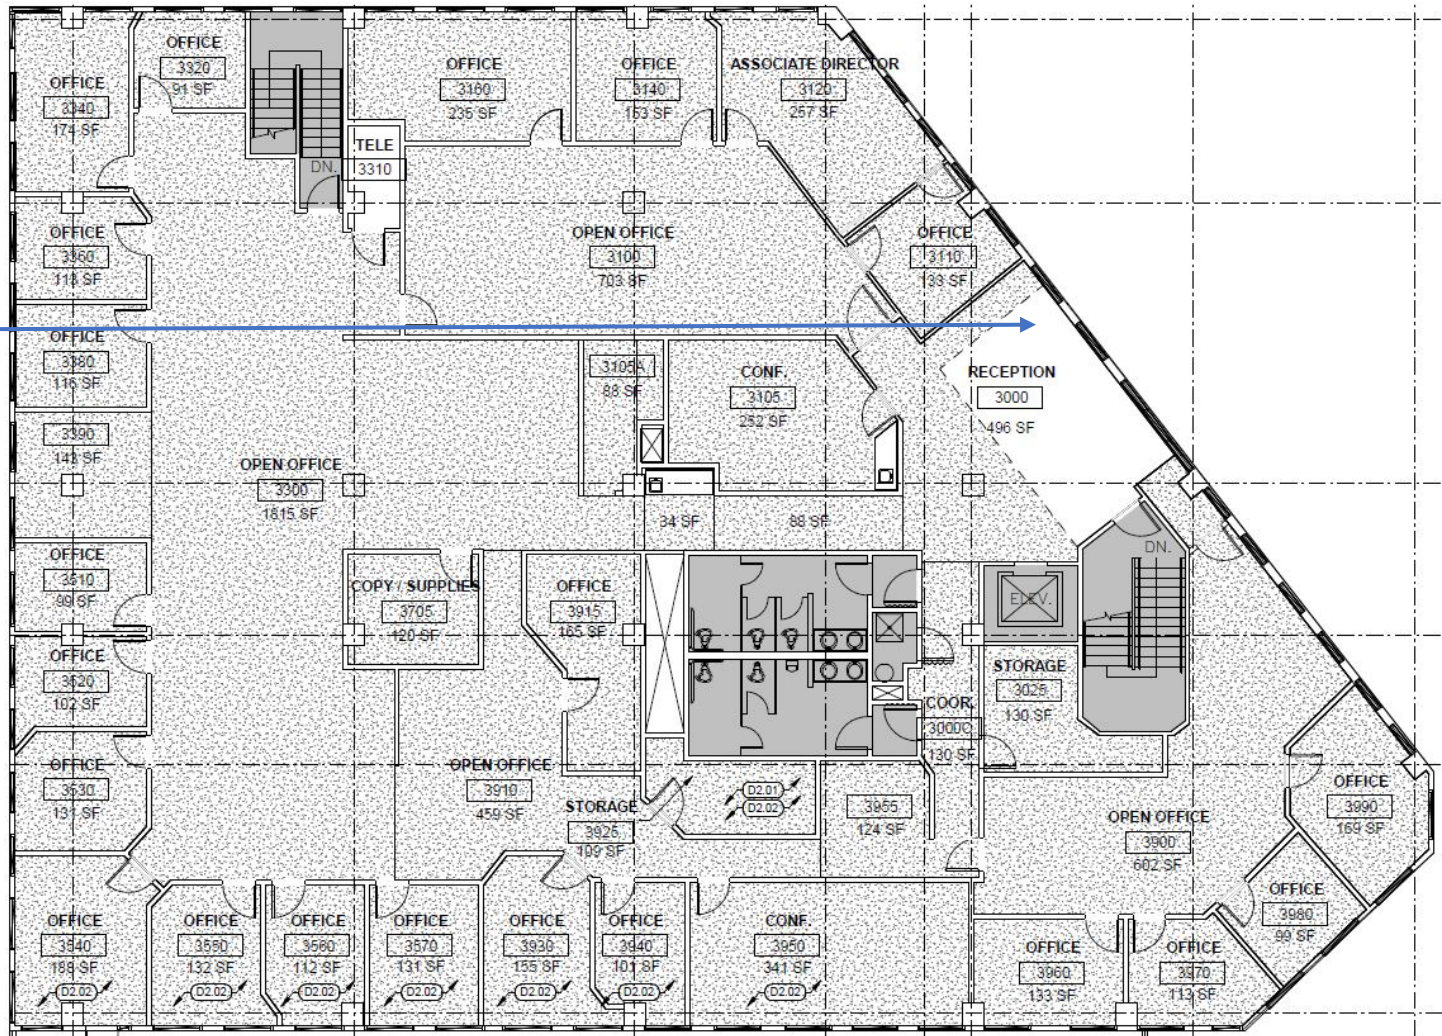 OFFICE
3320
91 SF
OFFICE
3340
174 SF
OFFICE
3160
235 SF
OFFICE
3140
153 SF
ASSOCIATE DIRECTOR
3120
257 SF
TELE
3310
DN.
OFFICE
3360
113 SF
OPEN OFFICE
3100
703 SF
OFFICE
3110
133 SF
OFFICE
3380
116 SF
3105A
88 SF
CONF.
3105
252 SF
RECEPTION
3000
496 SF
3390
143 SF
OPEN OFFICE
3300
1815 SF
34 SF
88 SF
DN.
OFFICE
3510
99 SF
COPY / SUPPLIES
3705
120 SF
OFFICE
3915
165 SF
ELEV.
OFFICE
3520
102 SF
STORAGE
3025
130 SF
COOR.
3000C
130 SF
OFFICE
3530
131 SF
OPEN OFFICE
3910
459 SF
STORAGE
3925
109 SF
D2.01
D2.02
3955
124 SF
OPEN OFFICE
3900
602 SF
OFFICE
3990
169 SF
OFFICE
3980
99 SF
OFFICE
3540
188 SF
D2.02
OFFICE
3550
132 SF
D2.02
OFFICE
3560
112 SF
D2.02
OFFICE
3570
131 SF
D2.02
OFFICE
3930
155 SF
D2.02
OFFICE
3940
101 SF
D2.02
CONF.
3950
341 SF
D2.02
OFFICE
3960
133 SF
OFFICE
3970
113 SF